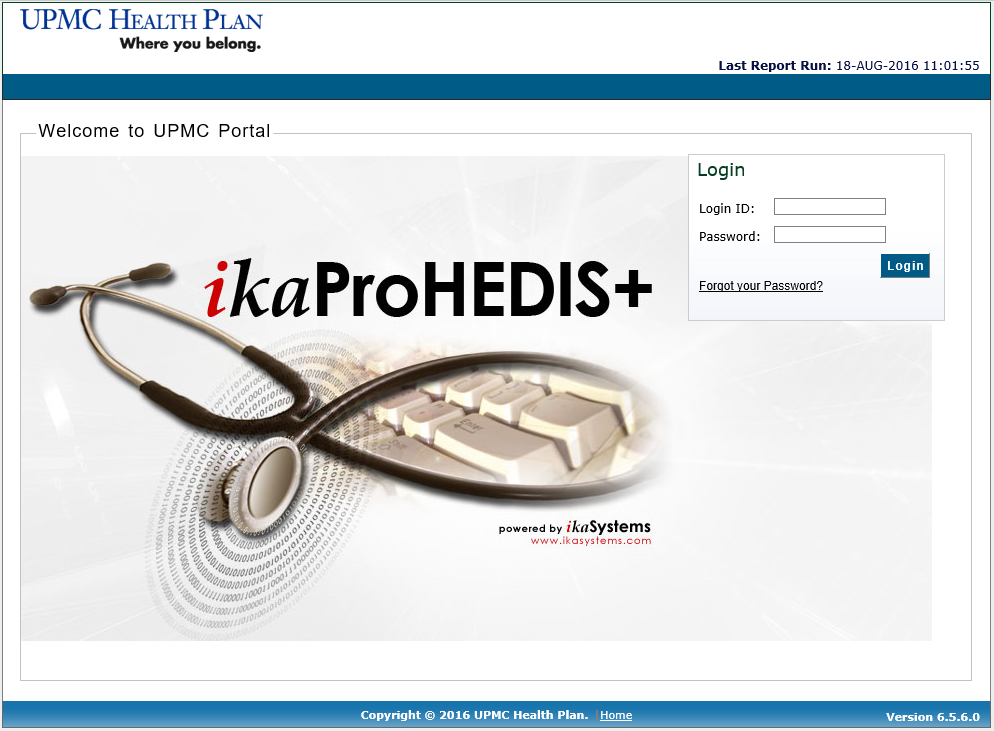 UPMC HEALTH PLAN
Where you belong.
Last Report Run: 18-AUG-2016 11:01:55
Welcome to UPMC Portal
Login
Login ID:
Password:
Login
Forgot your Password?
ikaProHEDIS+
Enter
powered by ikaSystems
www.ikasystems.com
Copyright © 2016 UPMC Health Plan. | Home
Version 6.5.6.0